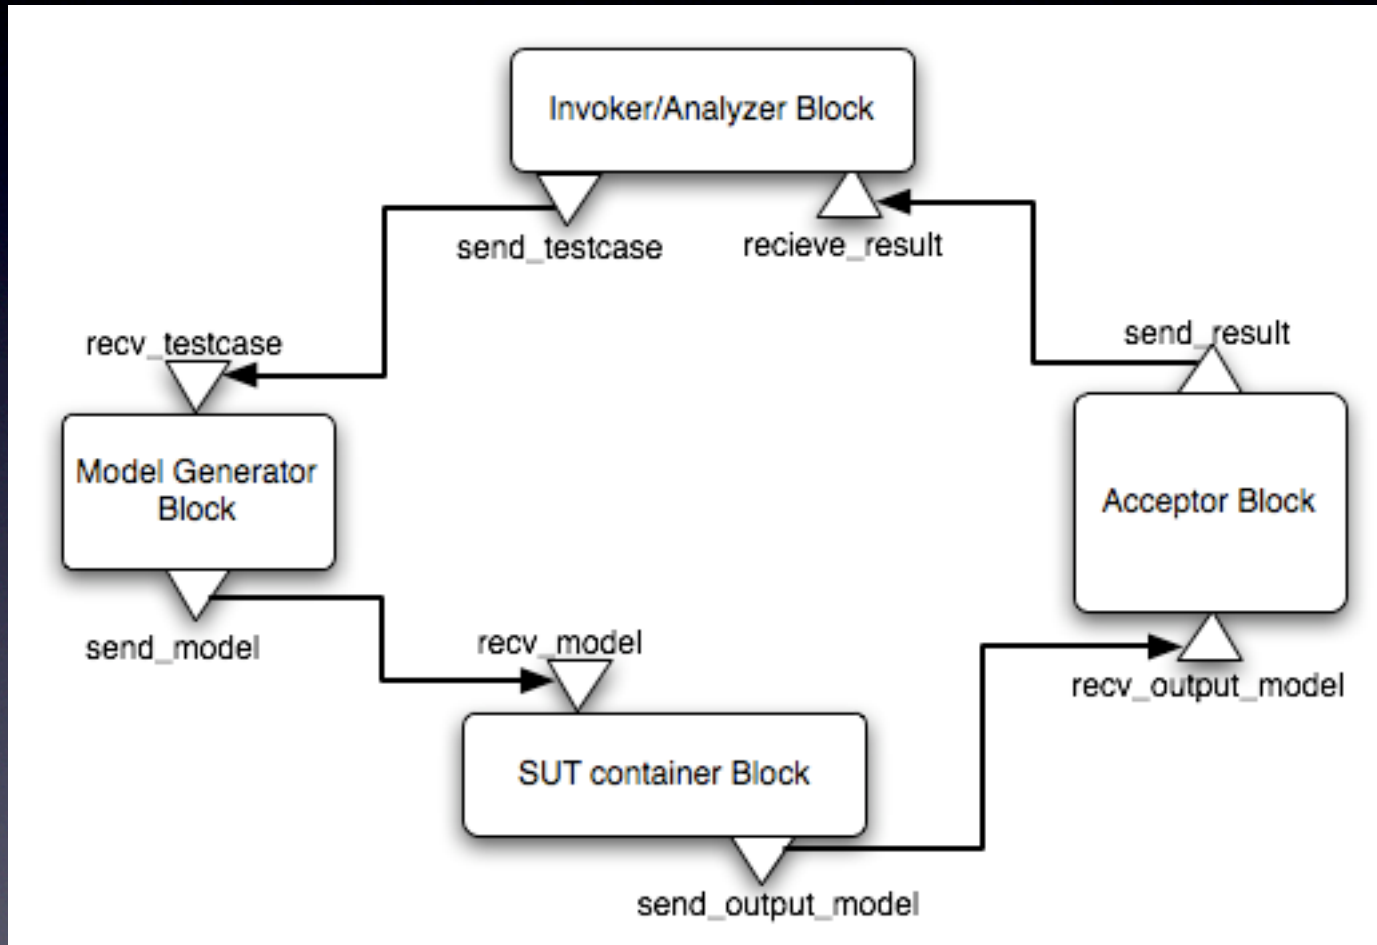 Invoker/Analyzer Block
send_testcase
recieve_result
recv_testcase
send_result
Model Generator
Block
Acceptor Block
send_model
recv_model
recv_output_model
SUT container Block
send_output_model